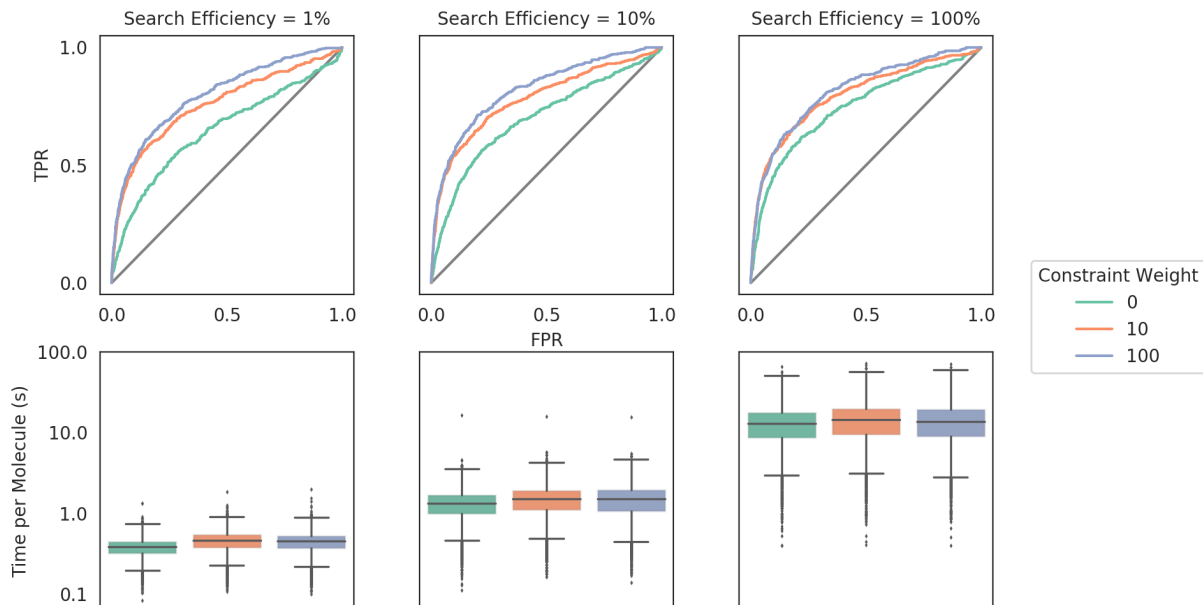 Search Efficiency = 1%
Search Efficiency = 10%
Search Efficiency = 100%
1.0
0.5
0.0
TPR
0.0 0.5 1.0
0.0 0.5 1.0
0.0 0.5 1.0
FPR
Constraint Weight
0
10
100
100.0
10.0
1.0
0.1
Time per Molecule (s)